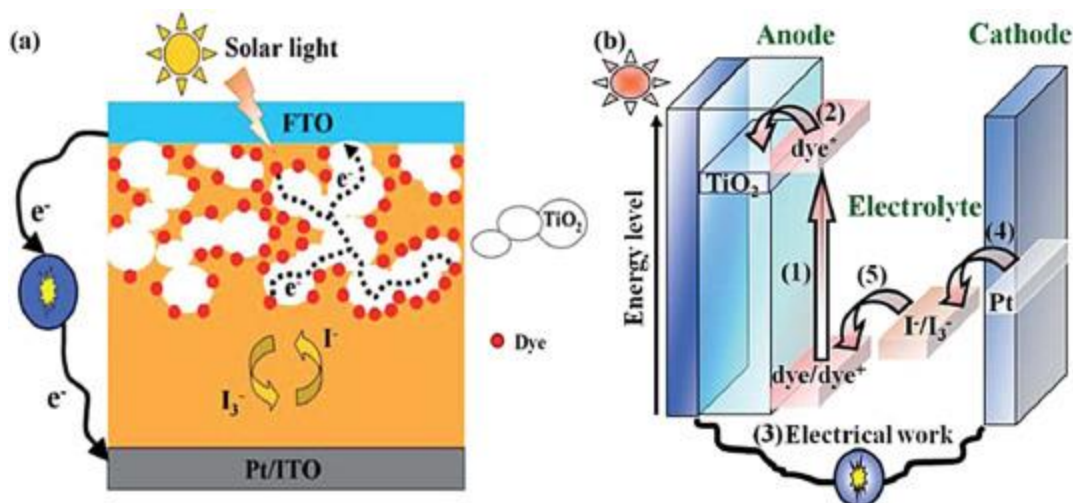 (a)
Solar light
FTO
e-
e-
TiO2
e-
I-
Dye
I3-
e-
Pt/ITO
(b)
Anode
Cathode
(2)
dye*
TiO2
Electrolyte
Energy level
(4)
(1)
(5)
Pt
I-/I3-
dye/dye+
(3) Electrical work